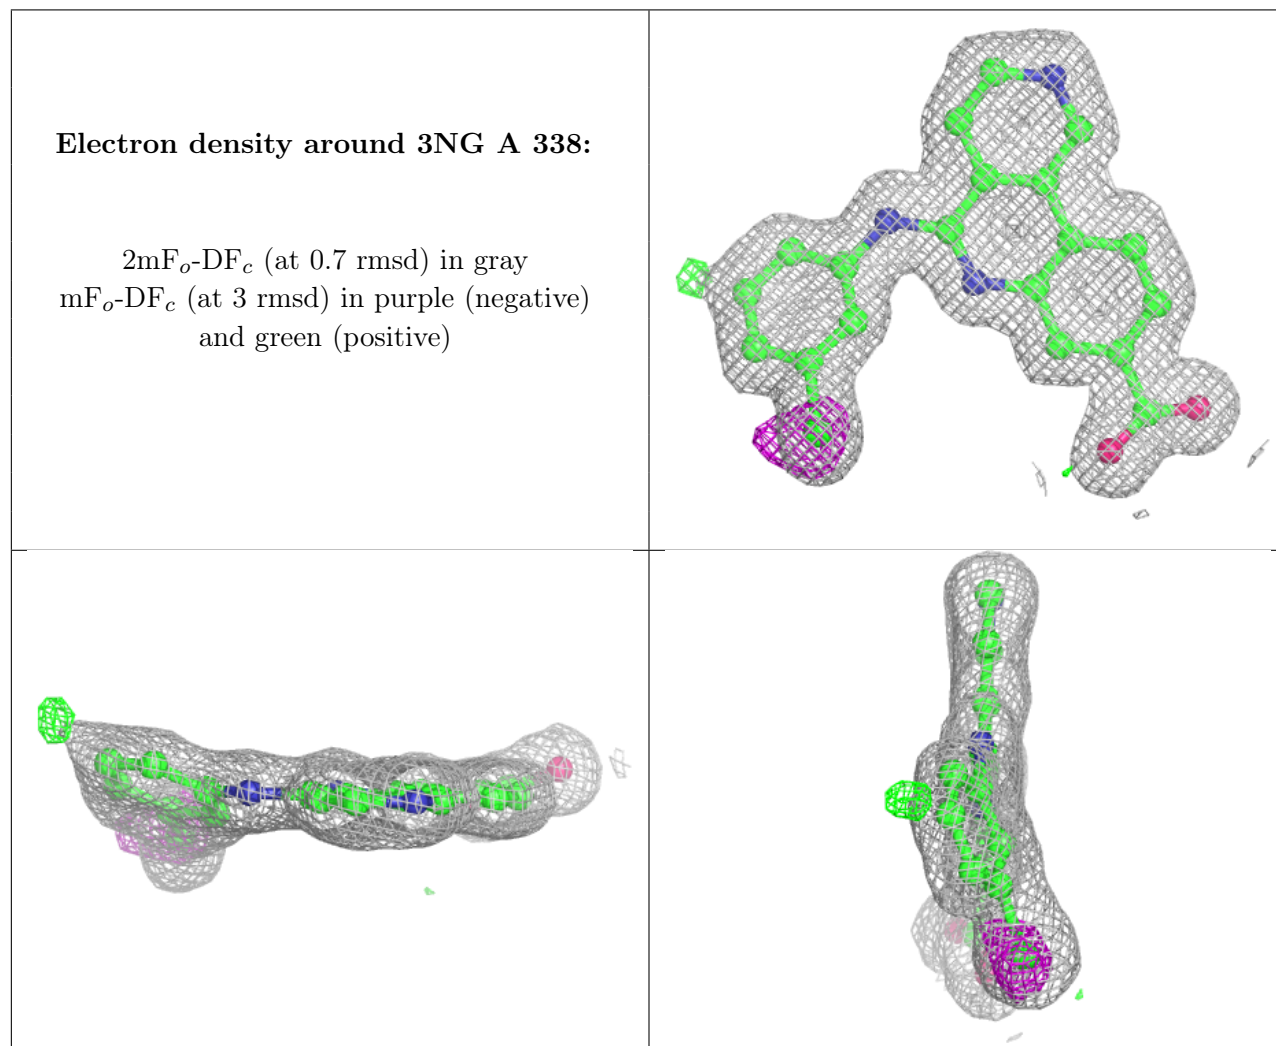 Electron density around 3NG A 338:
2mFo-DFc (at 0.7 rmsd) in gray
mFo-DFc (at 3 rmsd) in purple (negative)
and green (positive)